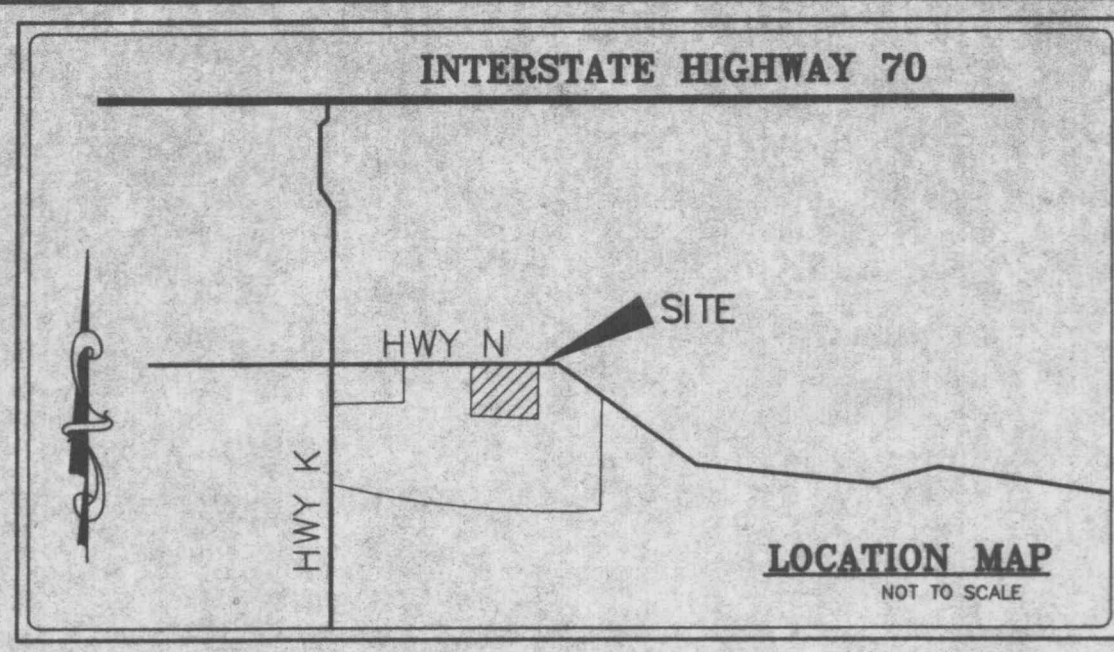 INTERSTATE HIGHWAY 70
SITE
HWY N
HWY K
LOCATION MAP
NOT TO SCALE